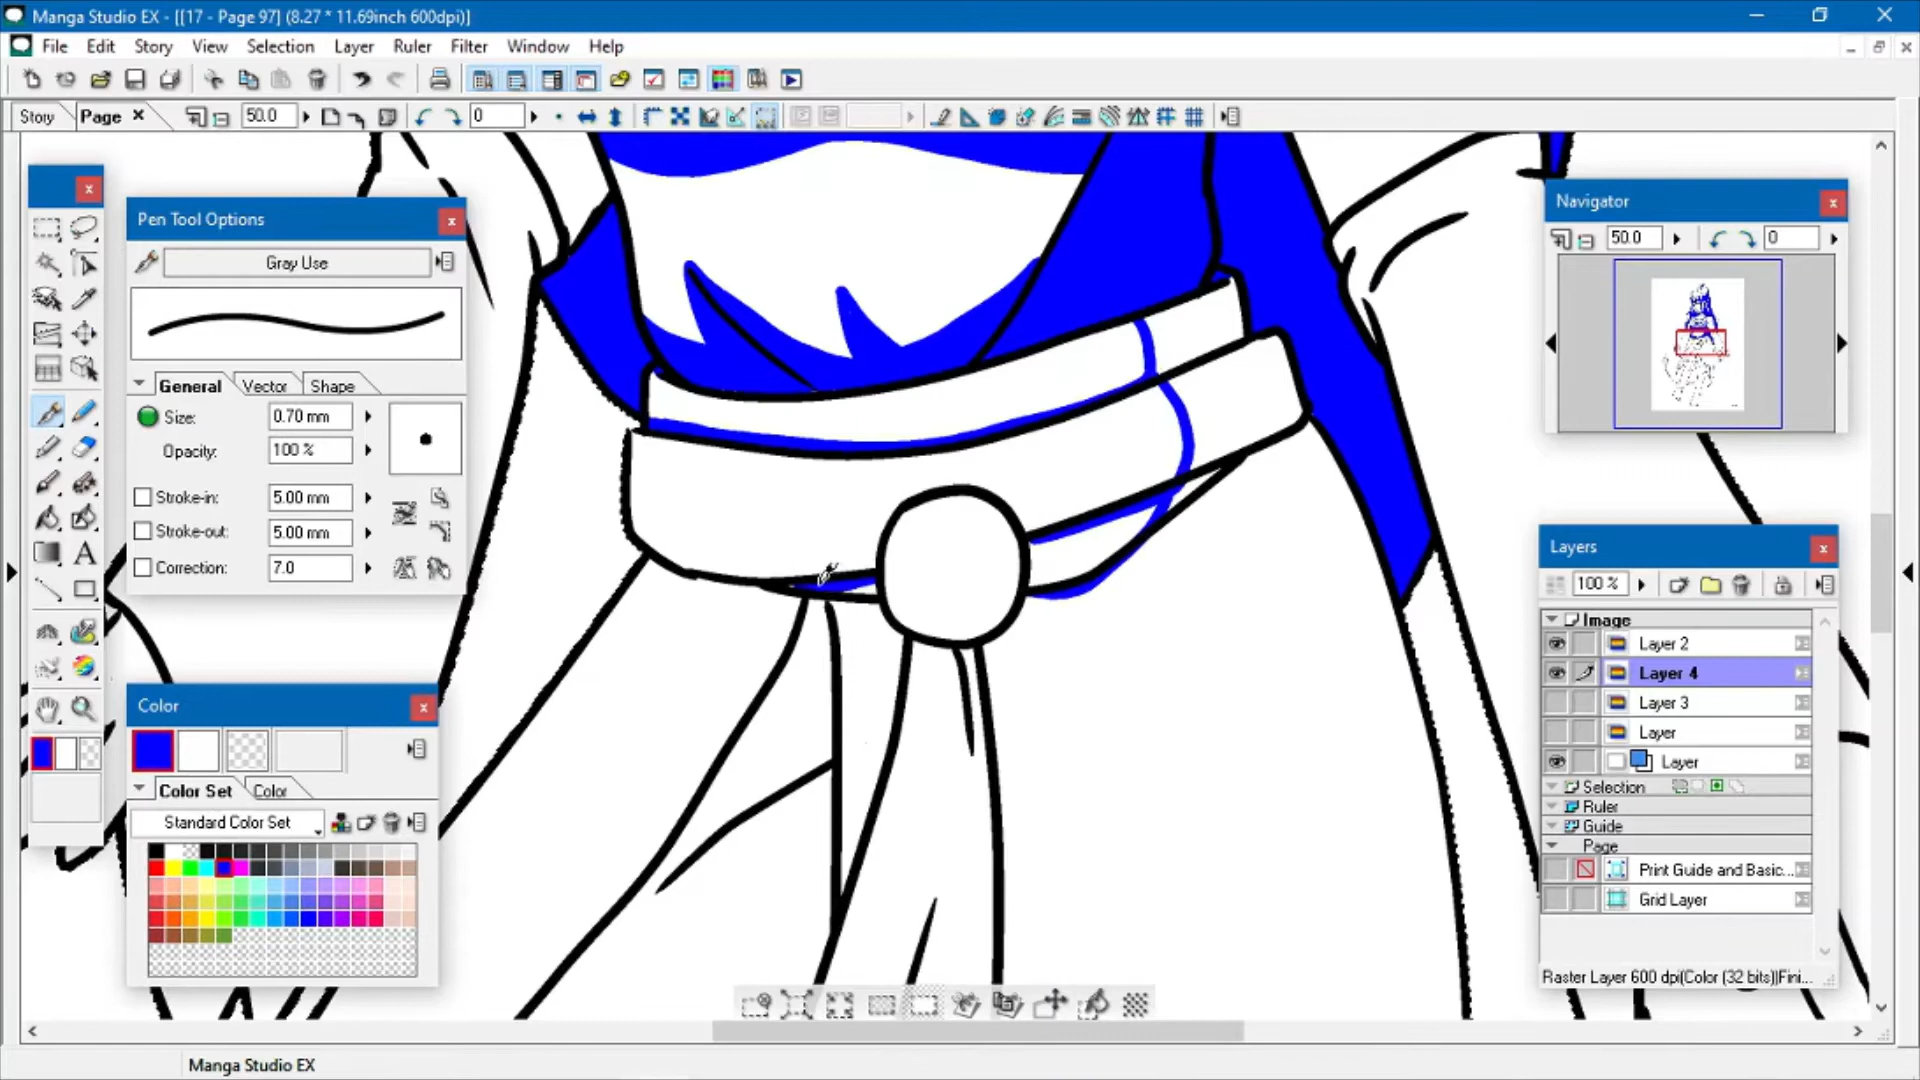 Manga Studio EX - [[17 - Page 97] (8.27 * 11.69inch 600dpi)]
File Edit Story View Selection Layer Ruler Filter Window Help
Story Page 50.0 0
Pen Tool Options
Gray Use
General Vector Shape
Size: 0.70 mm
Opacity: 100 %
Stroke-in: 5.00 mm
Stroke-out: 5.00 mm
Correction: 7.0
Color
Color Set Color
Standard Color Set
Navigator
50.0 0
Layers
100 %
Image
Layer 2
Layer 4
Layer 3
Layer
Layer
Selection
Ruler
Guide
Page
Print Guide and Basic...
Grid Layer
Raster Layer 600 dpi(Color (32 bits)|Fini...
Manga Studio EX